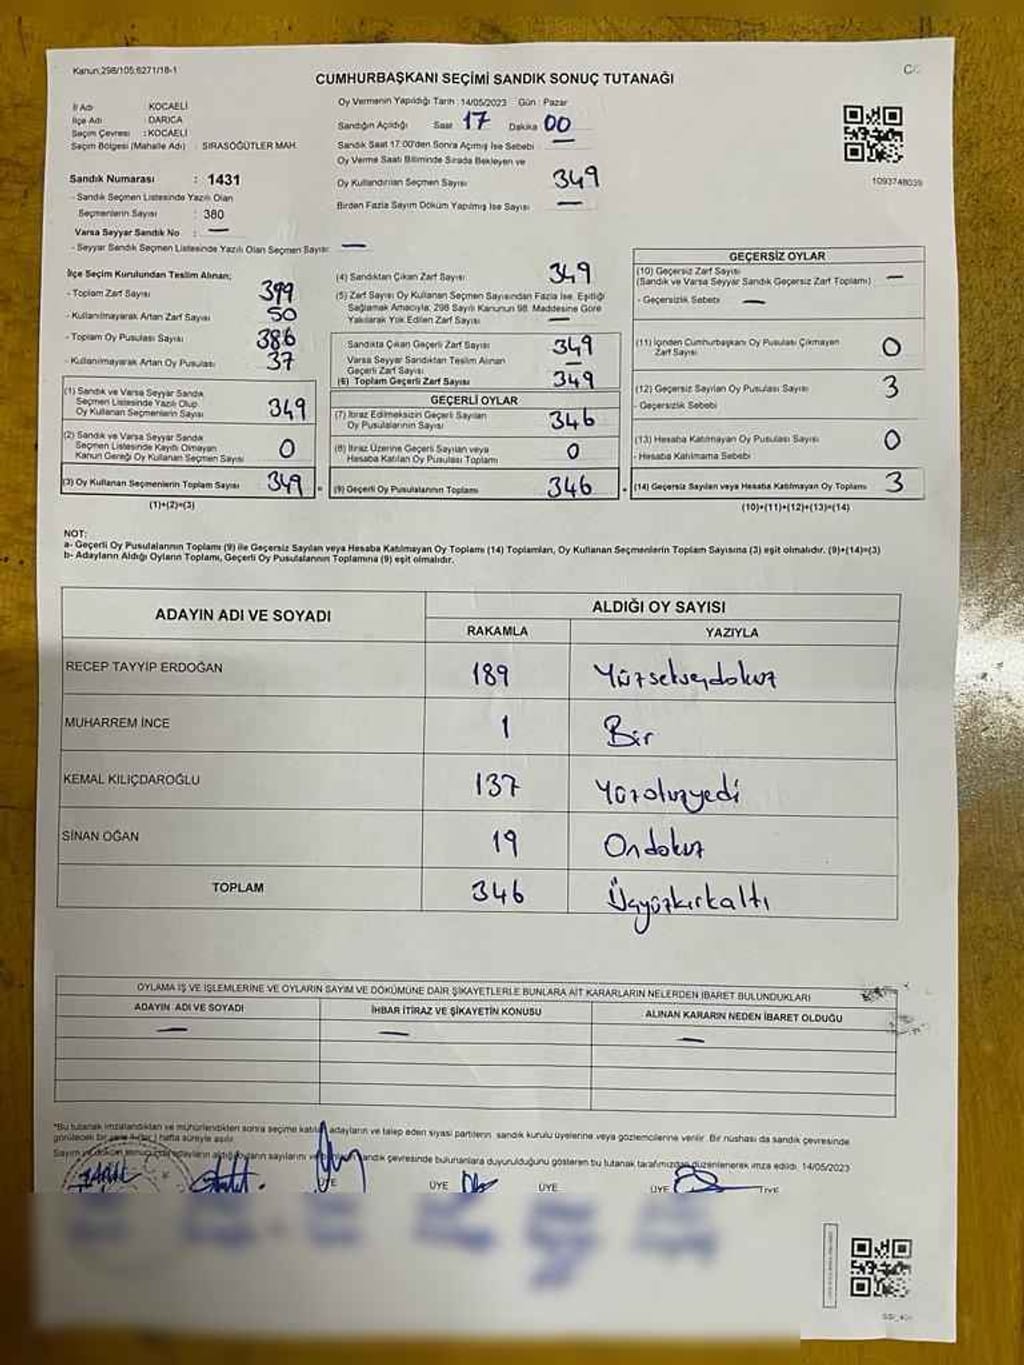 Kanun;298/105;6271/18-1
CUMHURBAŞKANI SEÇİMİ SANDIK SONUÇ TUTANAĞI
İl Adı : KOCAELİ
İlçe Adı : DARICA
Seçim Çevresi : KOCAELİ
Seçim Bölgesi (Mahalle Adı) : SIRASÖĞÜTLER MAH.
Sandık Numarası : 1431
- Sandık Seçmen Listesinde Yazılı Olan
Seçmenlerin Sayısı : 380
Varsa Seyyar Sandık No : —
- Seyyar Sandık Seçmen Listesinde Yazılı Olan Seçmen Sayısı: —
Oy Vermenin Yapıldığı Tarih : 14/05/2023 Gün : Pazar
Sandığın Açıldığı Saat 17 Dakika 00
Sandık Saat 17:00'den Sonra Açılmış İse Sebebi —
Oy Verme Saati Bitiminde Sırada Bekleyen ve
Oy Kullandırılan Seçmen Sayısı 349
Birden Fazla Sayım Döküm Yapılmış İse Sayısı —
1093748039
İlçe Seçim Kurulundan Teslim Alınan;
- Toplam Zarf Sayısı 399
- Kullanılmayarak Artan Zarf Sayısı 50
- Toplam Oy Pusulası Sayısı 386
- Kullanılmayarak Artan Oy Pusulası 37
(1) Sandık ve Varsa Seyyar Sandık
Seçmen Listesinde Yazılı Olup
Oy Kullanan Seçmenlerin Sayısı 349
(2) Sandık ve Varsa Seyyar Sandık
Seçmen Listesinde Kayıtlı Olmayan
Kanun Gereği Oy Kullanan Seçmen Sayısı 0
(3) Oy Kullanan Seçmenlerin Toplam Sayısı 349
(1)+(2)=(3)
(4) Sandıktan Çıkan Zarf Sayısı 349
(5) Zarf Sayısı Oy Kullanan Seçmen Sayısından Fazla İse, Eşitliği
Sağlamak Amacıyla; 298 Sayılı Kanunun 98. Maddesine Göre
Yakılarak Yok Edilen Zarf Sayısı —
Sandıkta Çıkan Geçerli Zarf Sayısı 349
Varsa Seyyar Sandıktan Teslim Alınan
Geçerli Zarf Sayısı —
(6) Toplam Geçerli Zarf Sayısı 349
GEÇERLİ OYLAR
(7) İtiraz Edilmeksizin Geçerli Sayılan
Oy Pusulalarının Sayısı 346
(8) İtiraz Üzerine Geçerli Sayılan veya
Hesaba Katılan Oy Pusulası Toplamı 0
(9) Geçerli Oy Pusulalarının Toplamı 346
GEÇERSİZ OYLAR
(10) Geçersiz Zarf Sayısı
(Sandık ve Varsa Seyyar Sandık Geçersiz Zarf Toplamı) —
- Geçersizlik Sebebi —
(11) İçinden Cumhurbaşkanı Oy Pusulası Çıkmayan
Zarf Sayısı 0
(12) Geçersiz Sayılan Oy Pusulası Sayısı 3
- Geçersizlik Sebebi
(13) Hesaba Katılmayan Oy Pusulası Sayısı 0
- Hesaba Katılmama Sebebi
(14) Geçersiz Sayılan veya Hesaba Katılmayan Oy Toplamı 3
(10)+(11)+(12)+(13)=(14)
NOT:
a- Geçerli Oy Pusulalarının Toplamı (9) ile Geçersiz Sayılan veya Hesaba Katılmayan Oy Toplamı (14) Toplamları, Oy Kullanan Seçmenlerin Toplam Sayısına (3) eşit olmalıdır. (9)+(14)=(3)
b- Adayların Aldığı Oyların Toplamı, Geçerli Oy Pusulalarının Toplamına (9) eşit olmalıdır.
ADAYIN ADI VE SOYADI ALDIĞI OY SAYISI
RAKAMLA YAZIYLA
RECEP TAYYİP ERDOĞAN 189 Yüzseksendokuz
MUHARREM İNCE 1 Bir
KEMAL KILIÇDAROĞLU 137 Yüzotuzyedi
SİNAN OĞAN 19 Ondokuz
TOPLAM 346 Üçyüzkırkaltı
OYLAMA İŞ VE İŞLEMLERİNE VE OYLARIN SAYIM VE DÖKÜMÜNE DAİR ŞİKAYETLERLE BUNLARA AİT KARARLARIN NELERDEN İBARET BULUNDUKLARI
ADAYIN ADI VE SOYADI İHBAR İTİRAZ VE ŞİKAYETİN KONUSU ALINAN KARARIN NEDEN İBARET OLDUĞU
— — —
*Bu tutanak imzalandıktan ve mühürlendikten sonra seçime katılan adayların ve talep eden siyasi partilerin sandık kurulu üyelerine veya gözlemcilerine verilir. Bir nüshası da sandık çevresinde
görülecek bir yere 1 (bir) hafta süreyle asılır.
Sayım ve döküm sonucu adayların aldığı oyların sayılarını sandık çevresinde bulunanlara duyurulduğunu gösteren bu tutanak tarafımızdan düzenlenerek imza edildi. 14/05/2023
ÜYE ÜYE ÜYE ÜYE ÜYE